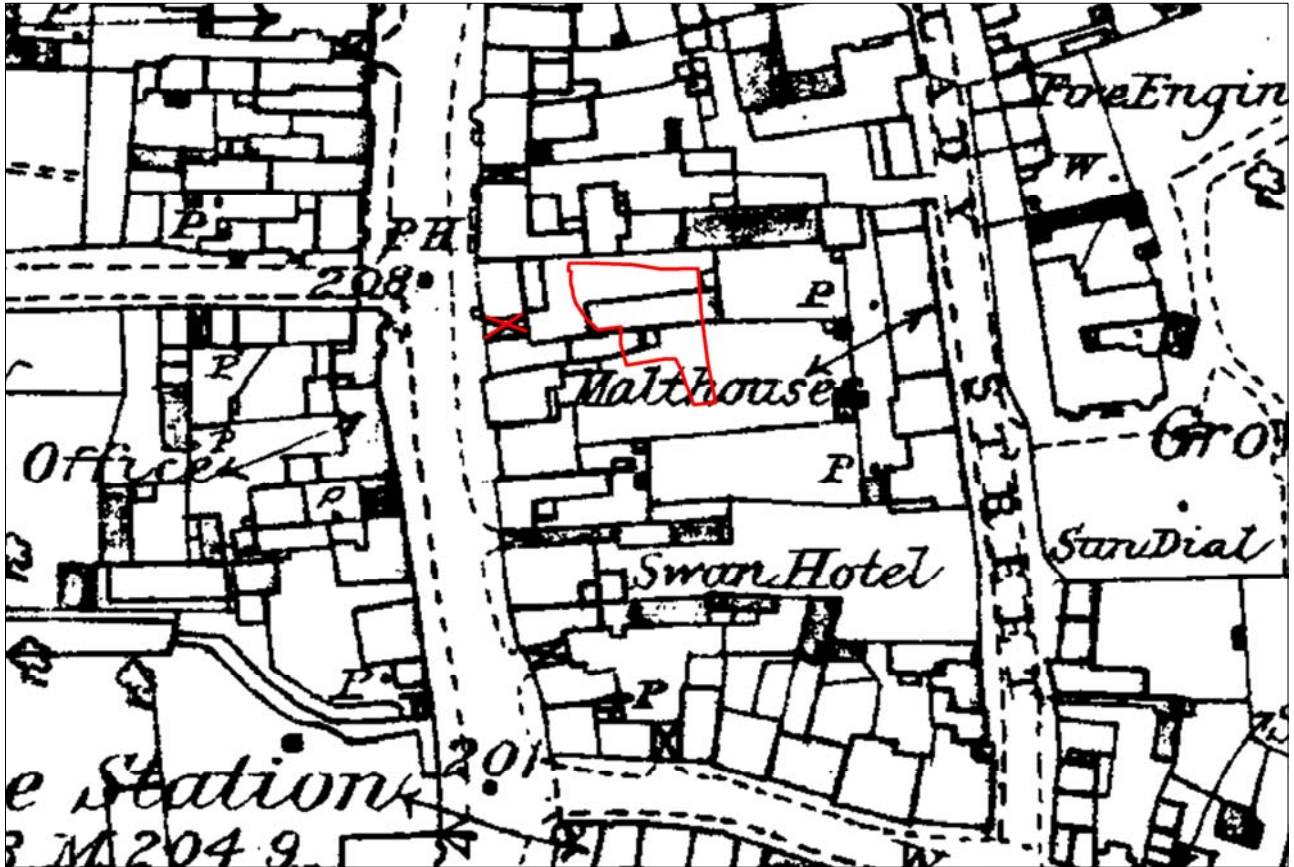 P
Fire Engin
W
P
P H
208
P
P
Malthouse
P
Office
P
P
Gro
S
T
B
Sun Dial
Swan Hotel
P
P
201
e Station
B M 204 9
W